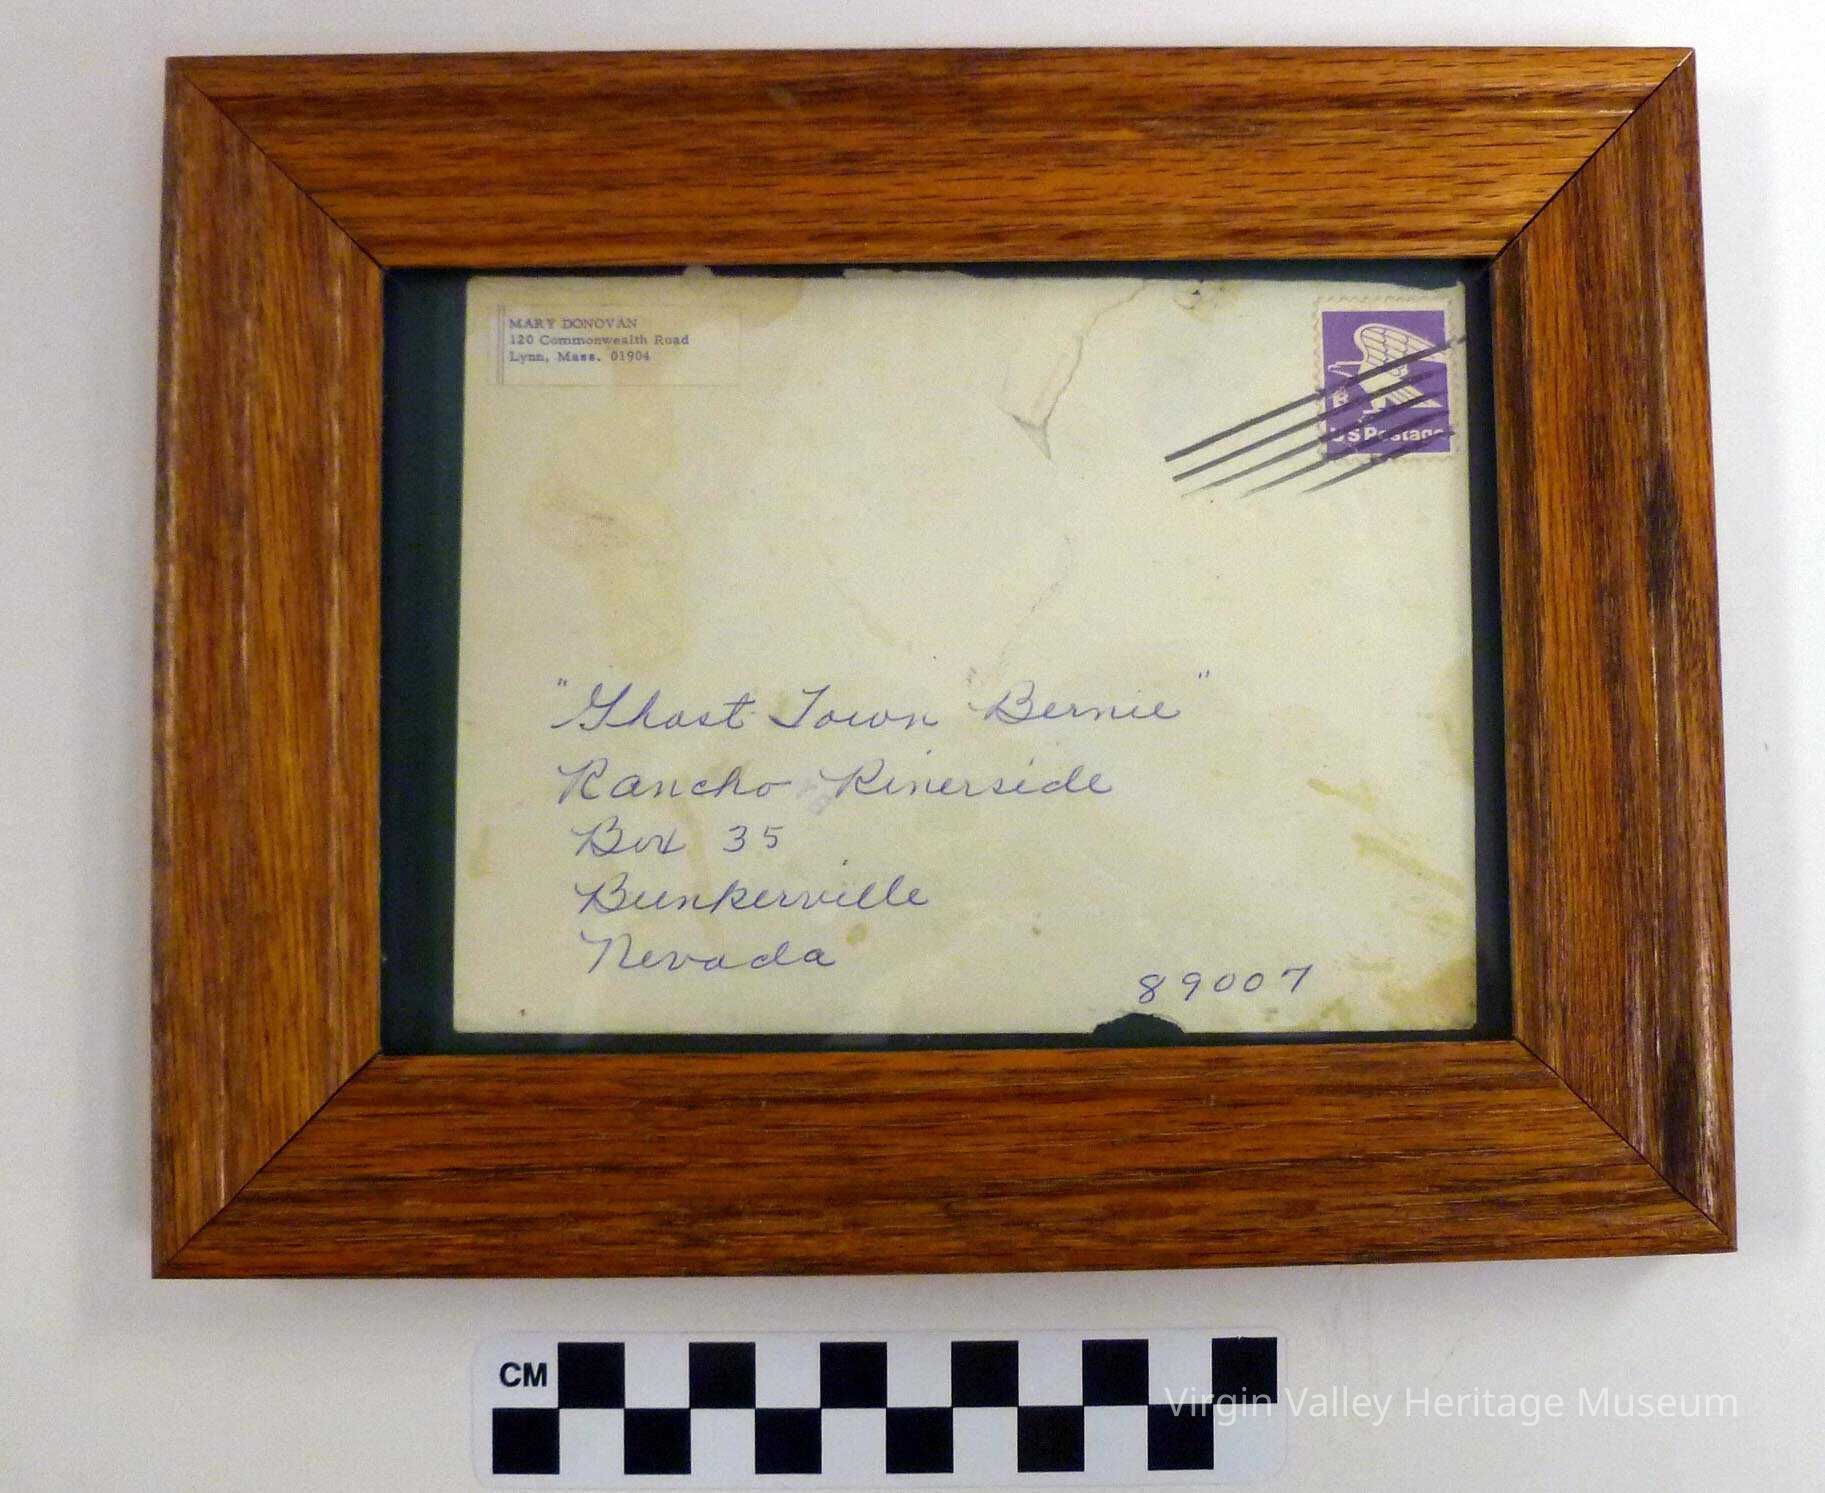 MARY DONOVAN
120 Commonwealth Road
Lynn, Mass. 01904
B
US Postage
"Ghost Town Bernie"
Rancho Riverside
Box 35
Bunkerville
Nevada
89007
CM
Virgin Valley Heritage Museum